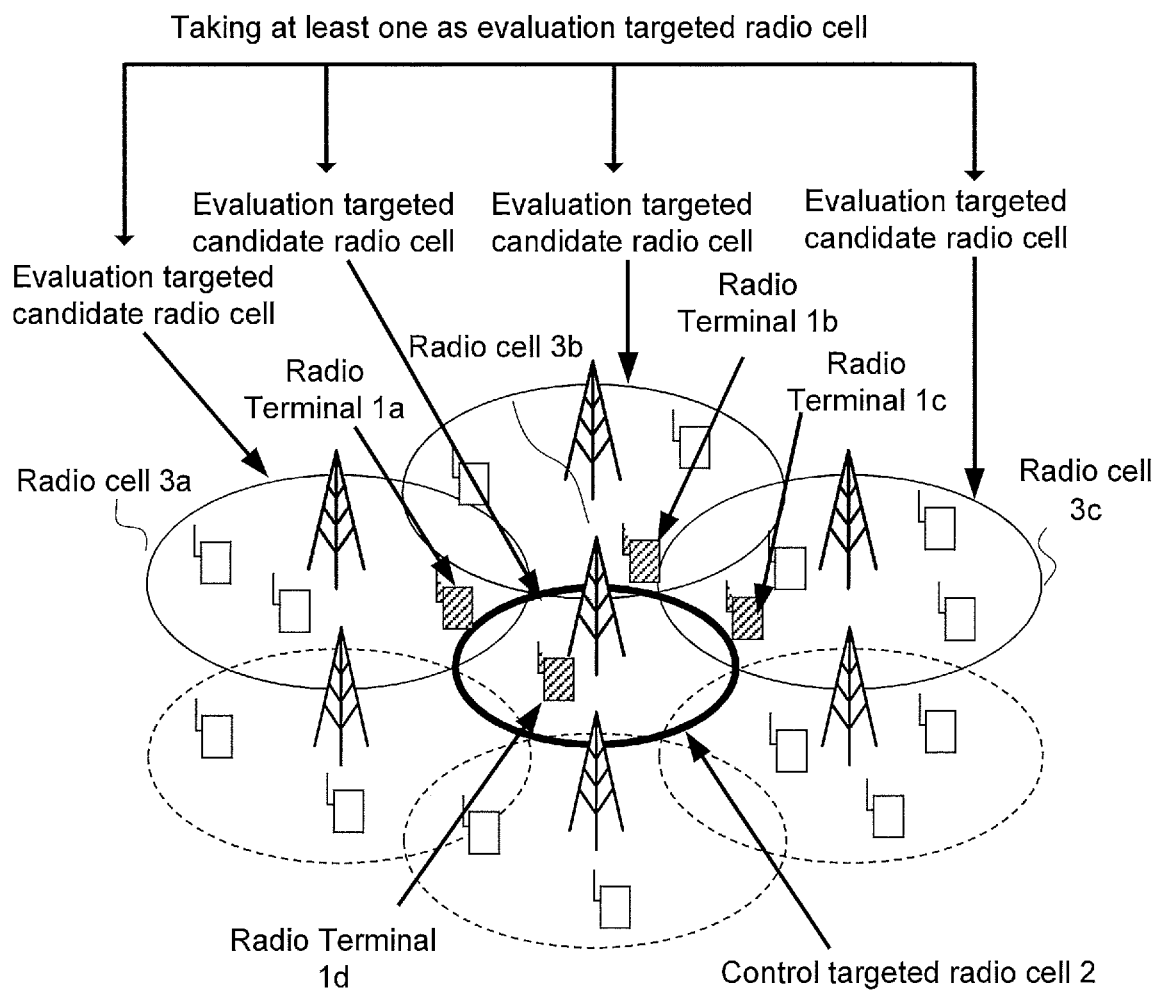 Taking at least one as evaluation targeted radio cell
Evaluation targeted
candidate radio cell
Evaluation targeted
candidate radio cell
Evaluation targeted
candidate radio cell
Evaluation targeted
candidate radio cell
Radio
Terminal 1b
Radio cell 3b
Radio
Terminal 1a
Radio
Terminal 1c
Radio cell 3a
Radio cell
3c
Radio Terminal
1d
Control targeted radio cell 2